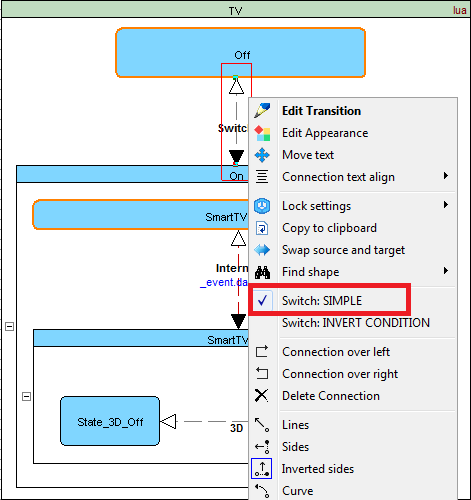 TV
lua
Off
Switc
On
SmartTV
Intern
_event.da
SmartTV
State_3D_Off
3D
Edit Transition
Edit Appearance
Move text
Connection text align
Lock settings
Copy to clipboard
Swap source and target
Find shape
Switch: SIMPLE
Switch: INVERT CONDITION
Connection over left
Connection over right
Delete Connection
Lines
Sides
Inverted sides
Curve